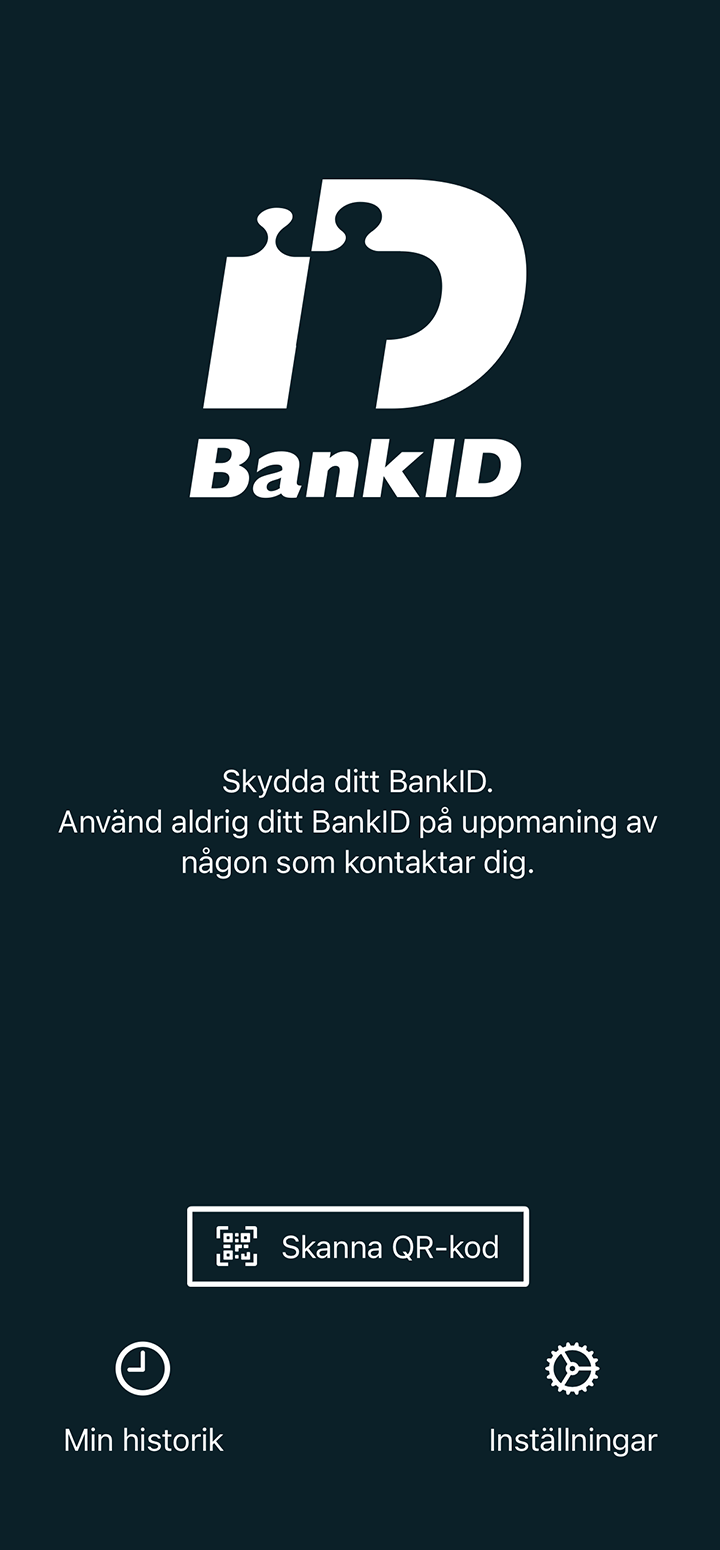 BankID
Skydda ditt BankID.
Använd aldrig ditt BankID på uppmaning av
någon som kontaktar dig.
Skanna QR-kod
Min historik
Inställningar